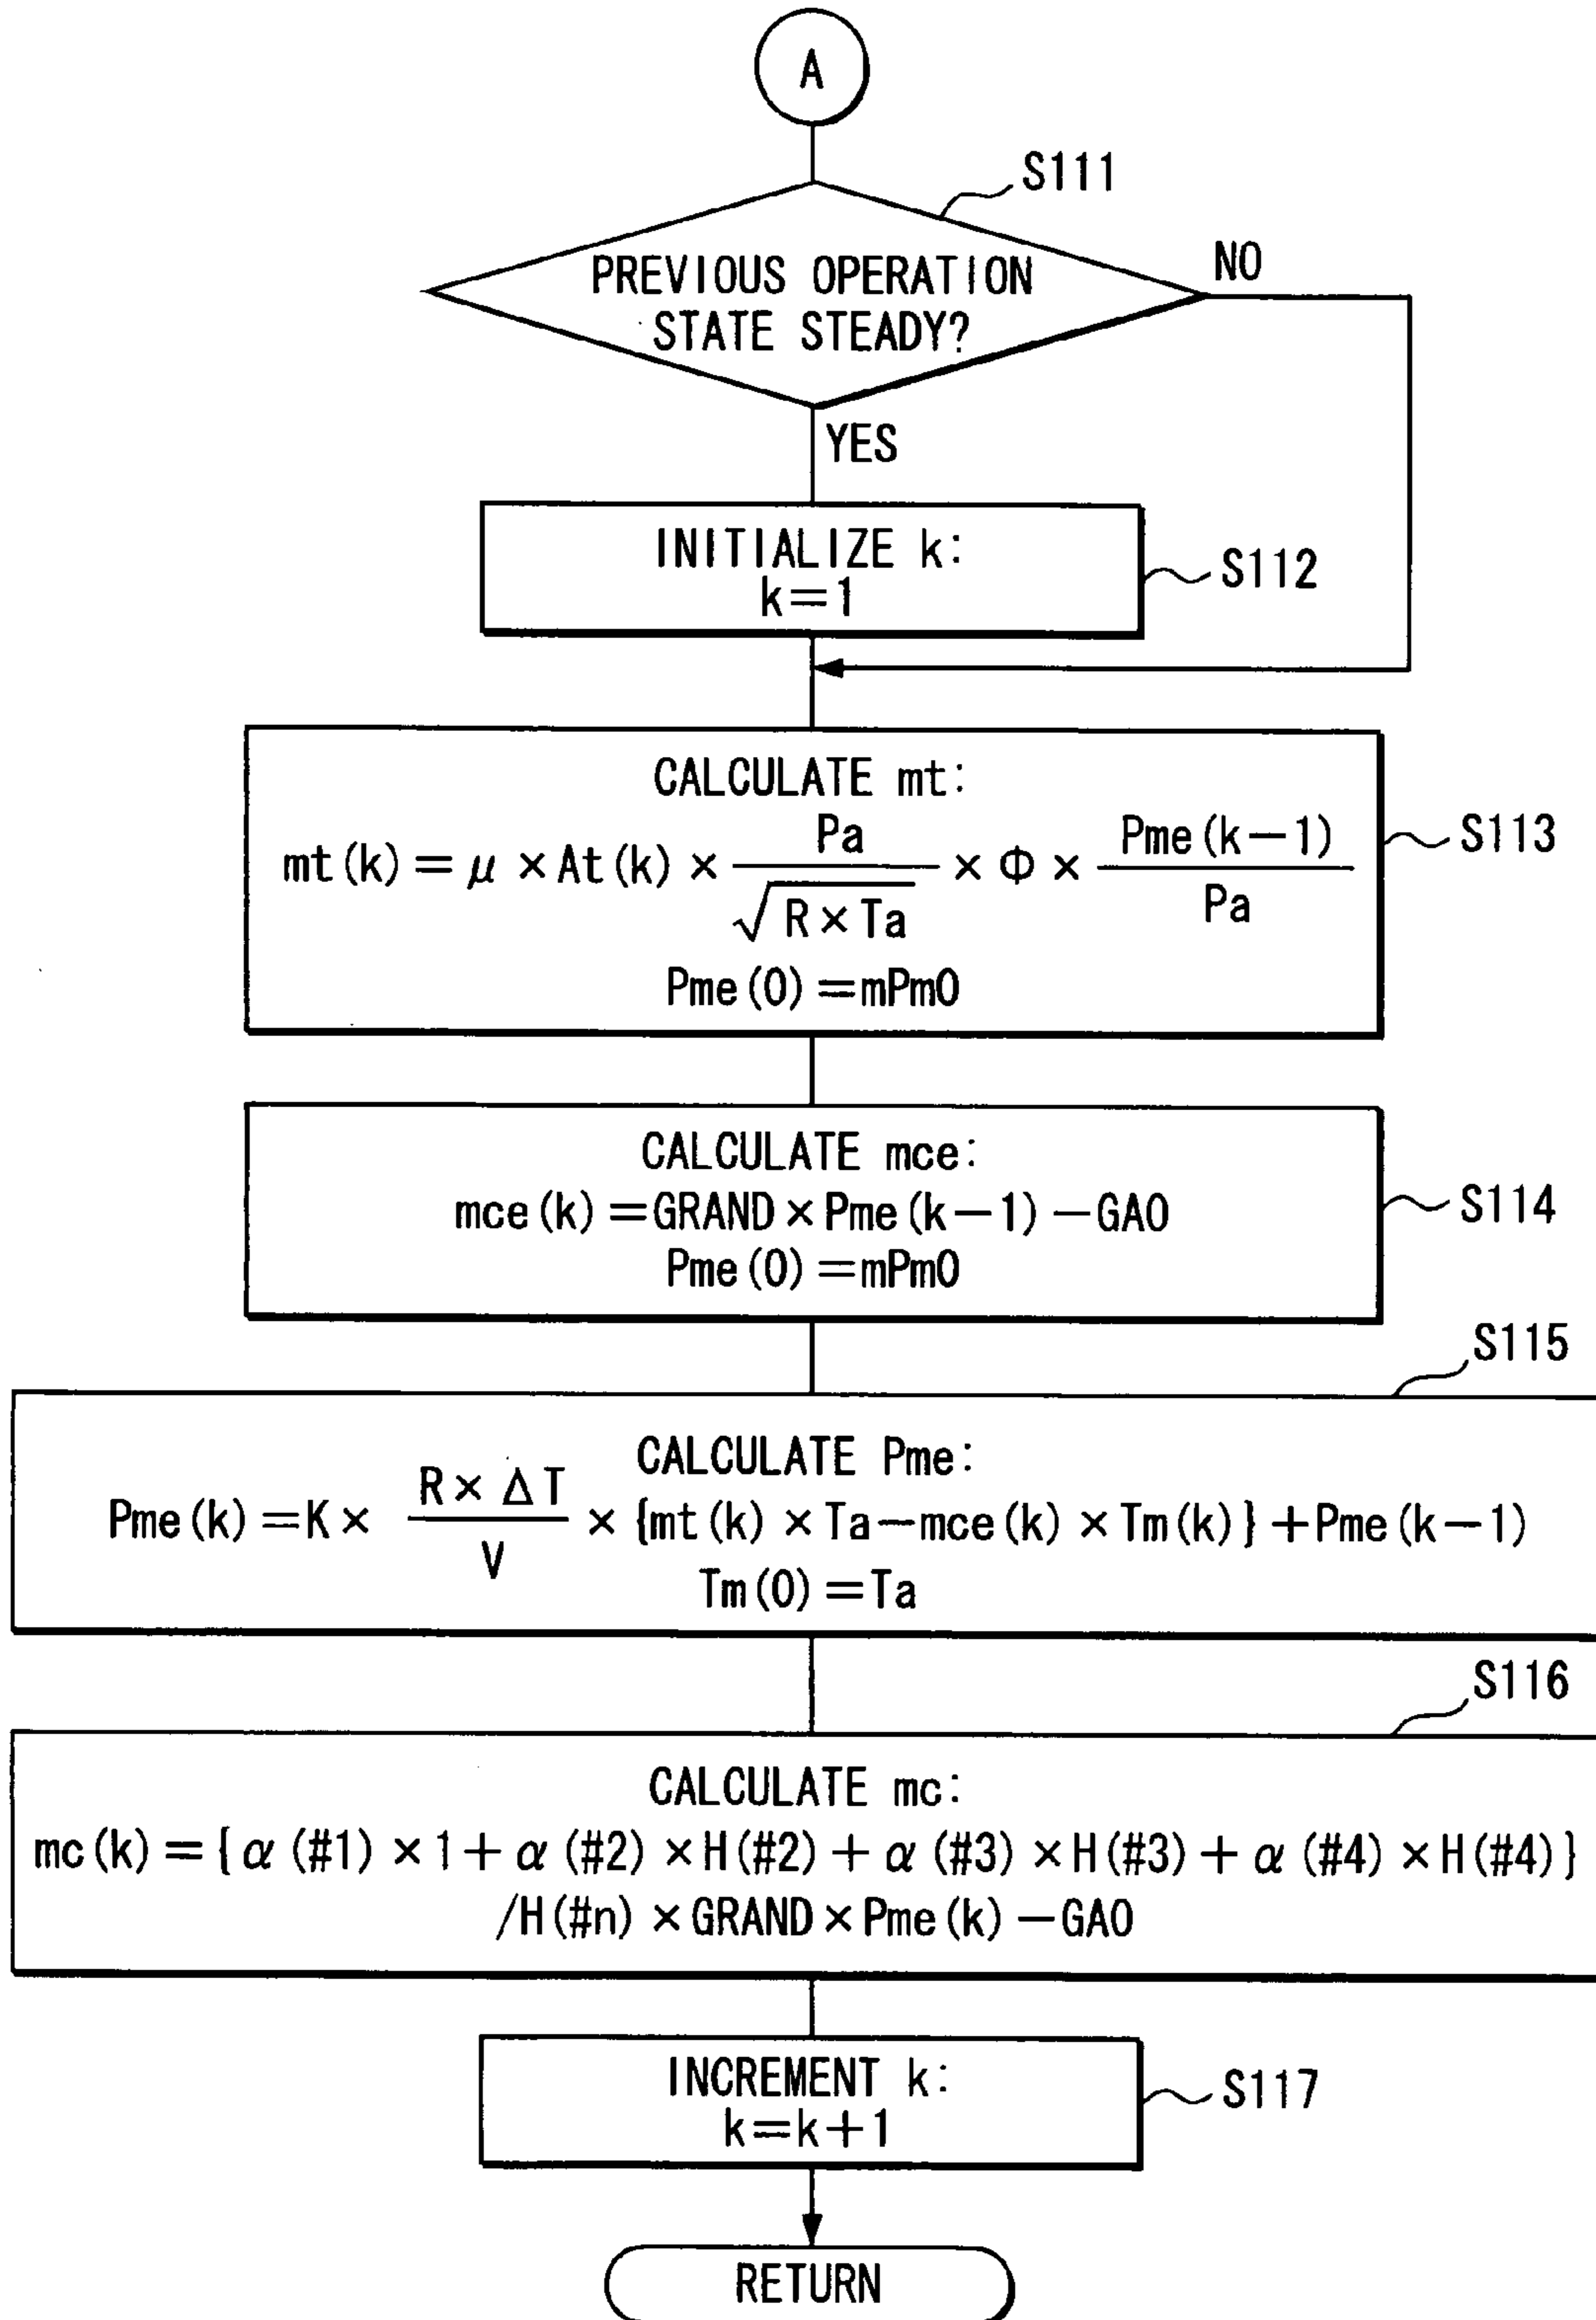 A
S111
PREVIOUS OPERATION
STATE STEADY?
NO
YES
INITIALIZE k:
k=1
S112
CALCULATE mt:
mt(k)=μ×At(k)×Pa/√(R×Ta)×Φ×Pme(k-1)/Pa
Pme(0)=mPm0
S113
CALCULATE mce:
mce(k)=GRAND×Pme(k-1)-GA0
Pme(0)=mPm0
S114
S115
CALCULATE Pme:
Pme(k)=K×R×ΔT/V×{mt(k)×Ta-mce(k)×Tm(k)}+Pme(k-1)
Tm(0)=Ta
S116
CALCULATE mc:
mc(k)={α(#1)×1+α(#2)×H(#2)+α(#3)×H(#3)+α(#4)×H(#4)}
/H(#n)×GRAND×Pme(k)-GA0
INCREMENT k:
k=k+1
S117
RETURN